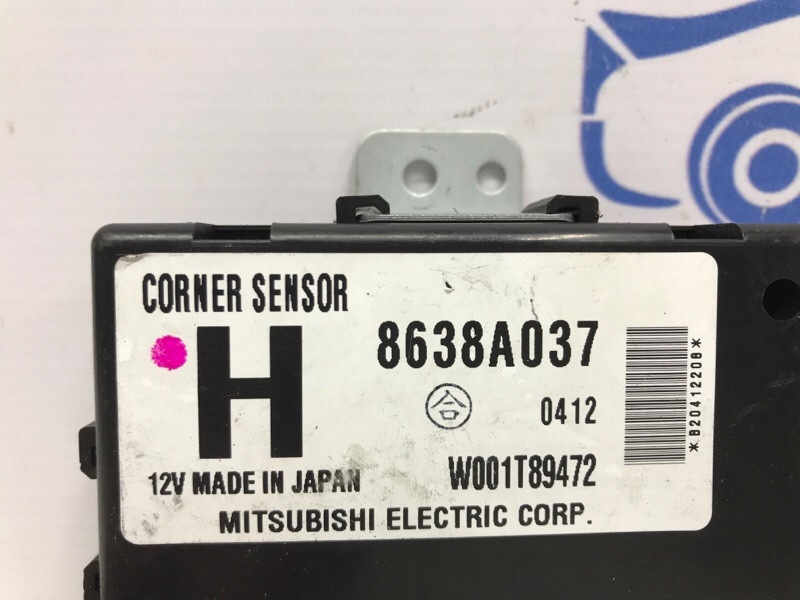 CORNER SENSOR
H
8638A037
合
0412
12V MADE IN JAPAN
W001T89472
MITSUBISHI ELECTRIC CORP.
*B20412208*